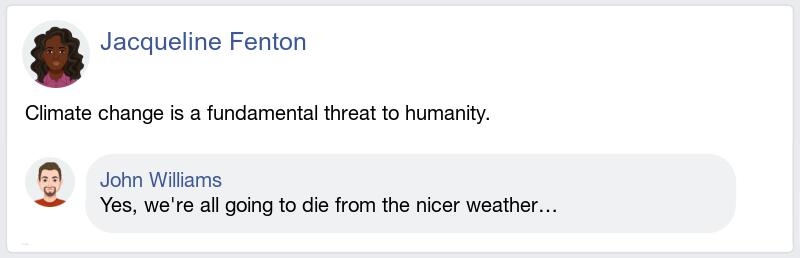 Jacqueline Fenton
Climate change is a fundamental threat to humanity.
John Williams
Yes, we're all going to die from the nicer weather…